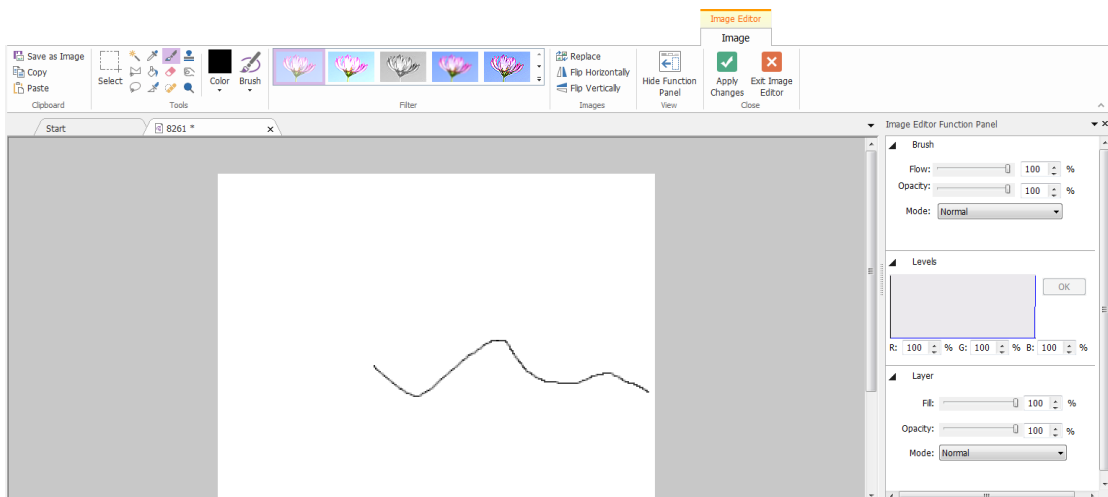 Image Editor
Image
Save as Image
Copy
Paste
Clipboard
Select
Tools
Color
Brush
Filter
Replace
Flip Horizontally
Flip Vertically
Images
Hide Function
Panel
View
Apply
Changes
Exit Image
Editor
Close
Start
8261 *
Image Editor Function Panel
Brush
Flow: 100 %
Opacity: 100 %
Mode: Normal
Levels
OK
R: 100 % G: 100 % B: 100 %
Layer
Fill: 100 %
Opacity: 100 %
Mode: Normal